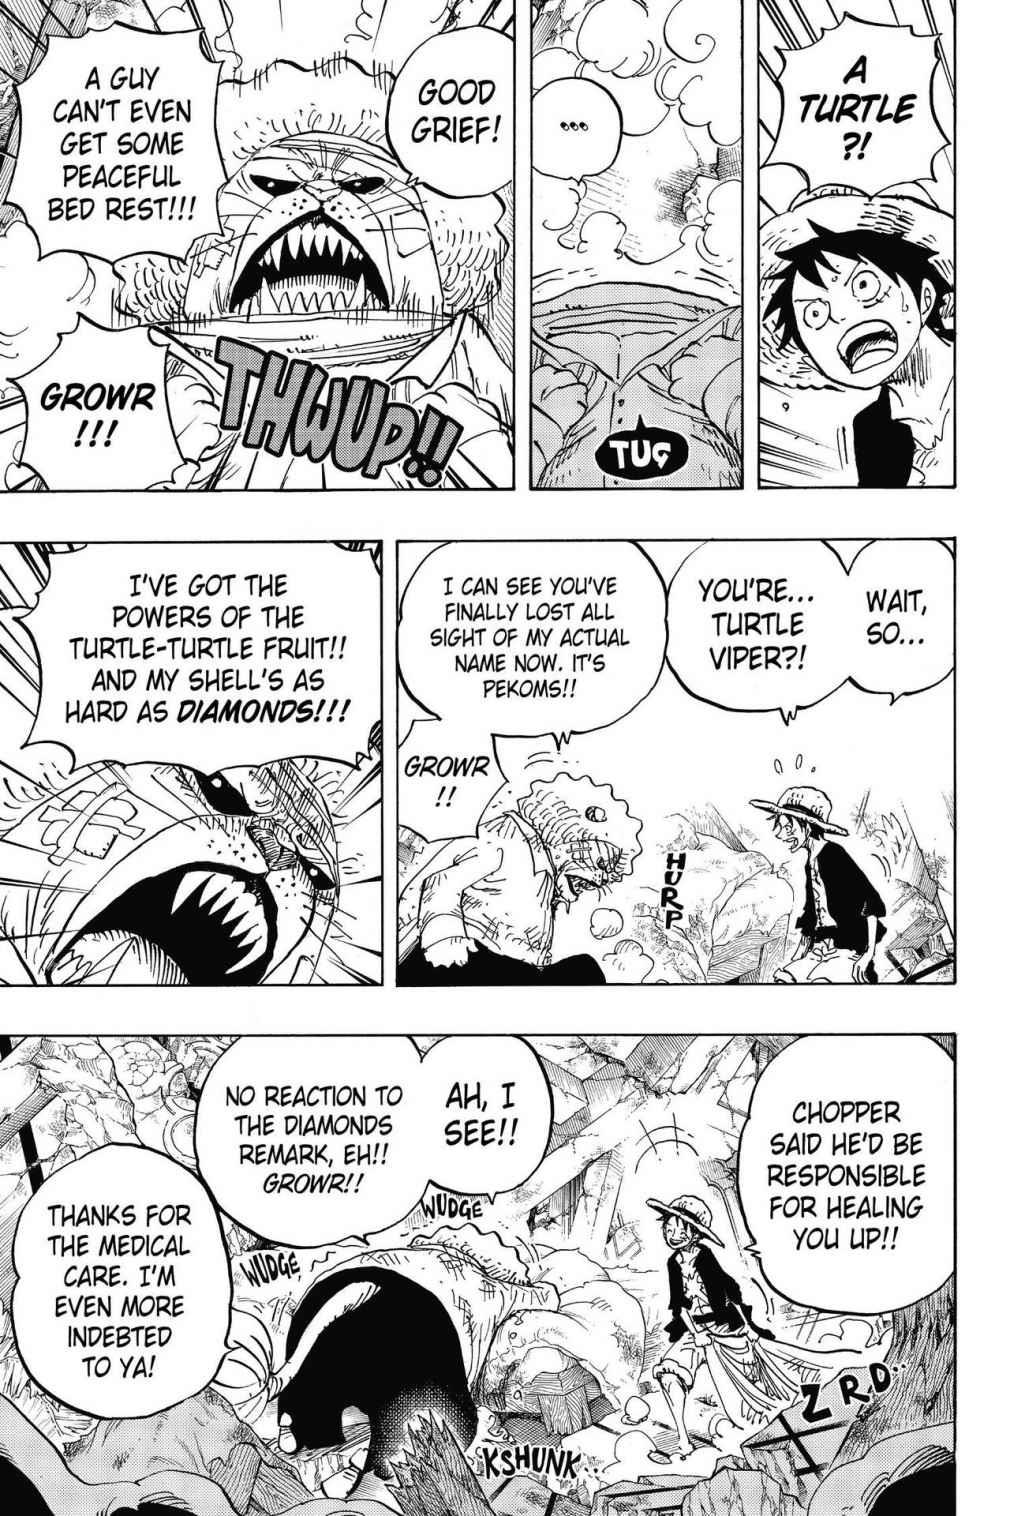 A
TURTLE
?!
...
TUG
GOOD
GRIEF!
A GUY
CAN'T EVEN
GET SOME
PEACEFUL
BED REST!!!
GROWR
!!!
THWUP!!
WAIT,
SO...
YOU'RE...
TURTLE
VIPER?!
I CAN SEE YOU'VE
FINALLY LOST ALL
SIGHT OF MY ACTUAL
NAME NOW. IT'S
PEKOMS!!
GROWR
!!
HURP
I'VE GOT THE
POWERS OF THE
TURTLE-TURTLE FRUIT!!
AND MY SHELL'S AS
HARD AS DIAMONDS!!!
CHOPPER
SAID HE'D BE
RESPONSIBLE
FOR HEALING
YOU UP!!
ZRD..
AH, I
SEE!!
NO REACTION TO
THE DIAMONDS
REMARK, EH!!
GROWR!!
WUDGE
WUDGE
KSHUNK..
THANKS FOR
THE MEDICAL
CARE. I'M
EVEN MORE
INDEBTED
TO YA!